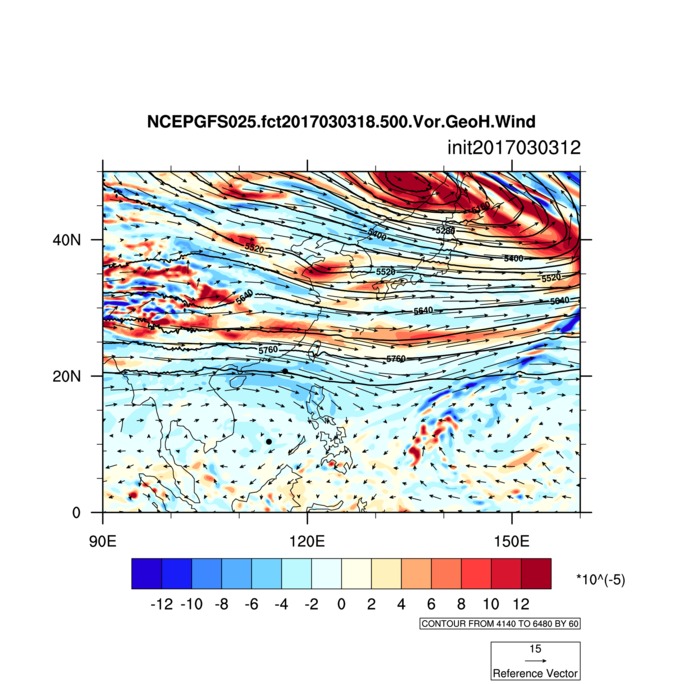 NCEPGFS025.fct2017030318.500.Vor.GeoH.Wind
init2017030312
5280
5400
5400
5520
5520
5520
5640
5640
5640
5760
5760
40N
20N
0
90E 120E 150E
-12 -10 -8 -6 -4 -2 0 2 4 6 8 10 12
*10^(-5)
CONTOUR FROM 4140 TO 6480 BY 60
15
Reference Vector